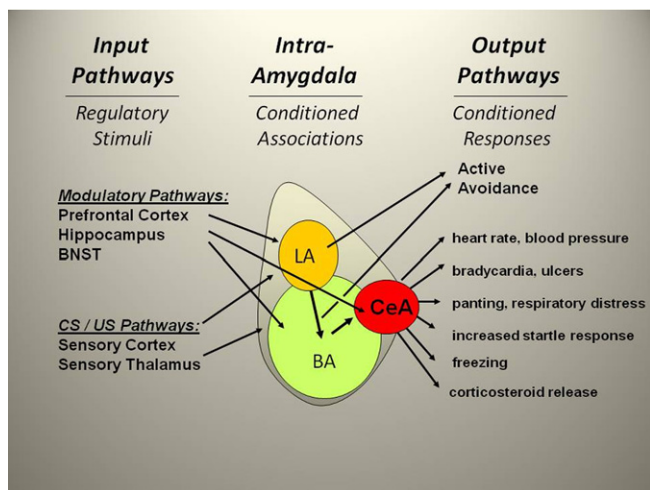 Input
Pathways
Regulatory
Stimuli
Intra-
Amygdala
Conditioned
Associations
Output
Pathways
Conditioned
Responses
Modulatory Pathways:
Prefrontal Cortex
Hippocampus
BNST
CS / US Pathways:
Sensory Cortex
Sensory Thalamus
LA
BA
CeA
Active
Avoidance
heart rate, blood pressure
bradycardia, ulcers
panting, respiratory distress
increased startle response
freezing
corticosteroid release